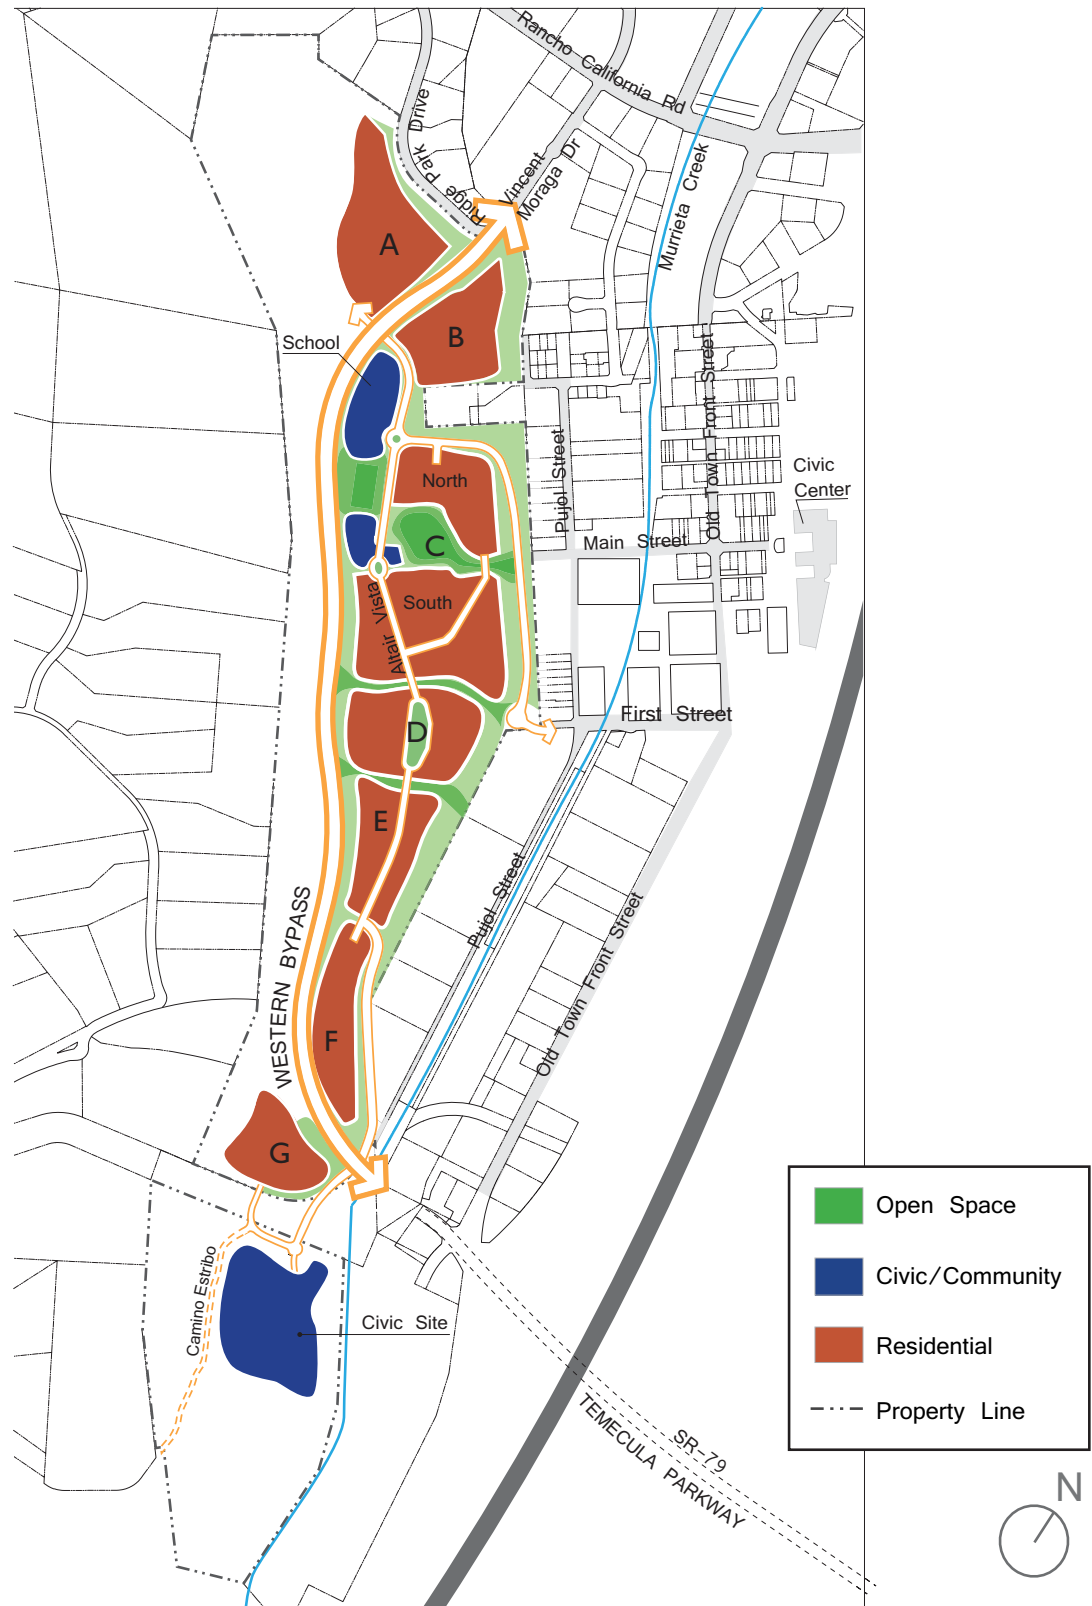 Rancho California Rd
Ridge Park Drive
Vincent
Moraga Dr
Murrieta Creek
A
B
School
Old Town Front Street
Pujol Street
North
Civic
Center
C
Main Street
South
Altair Vista
D
First Street
E
Pujol Street
Old Town Front Street
WESTERN BYPASS
F
G
Camino Estribo
Civic Site
SR-79
TEMECULA PARKWAY
Open Space
Civic/Community
Residential
Property Line
N